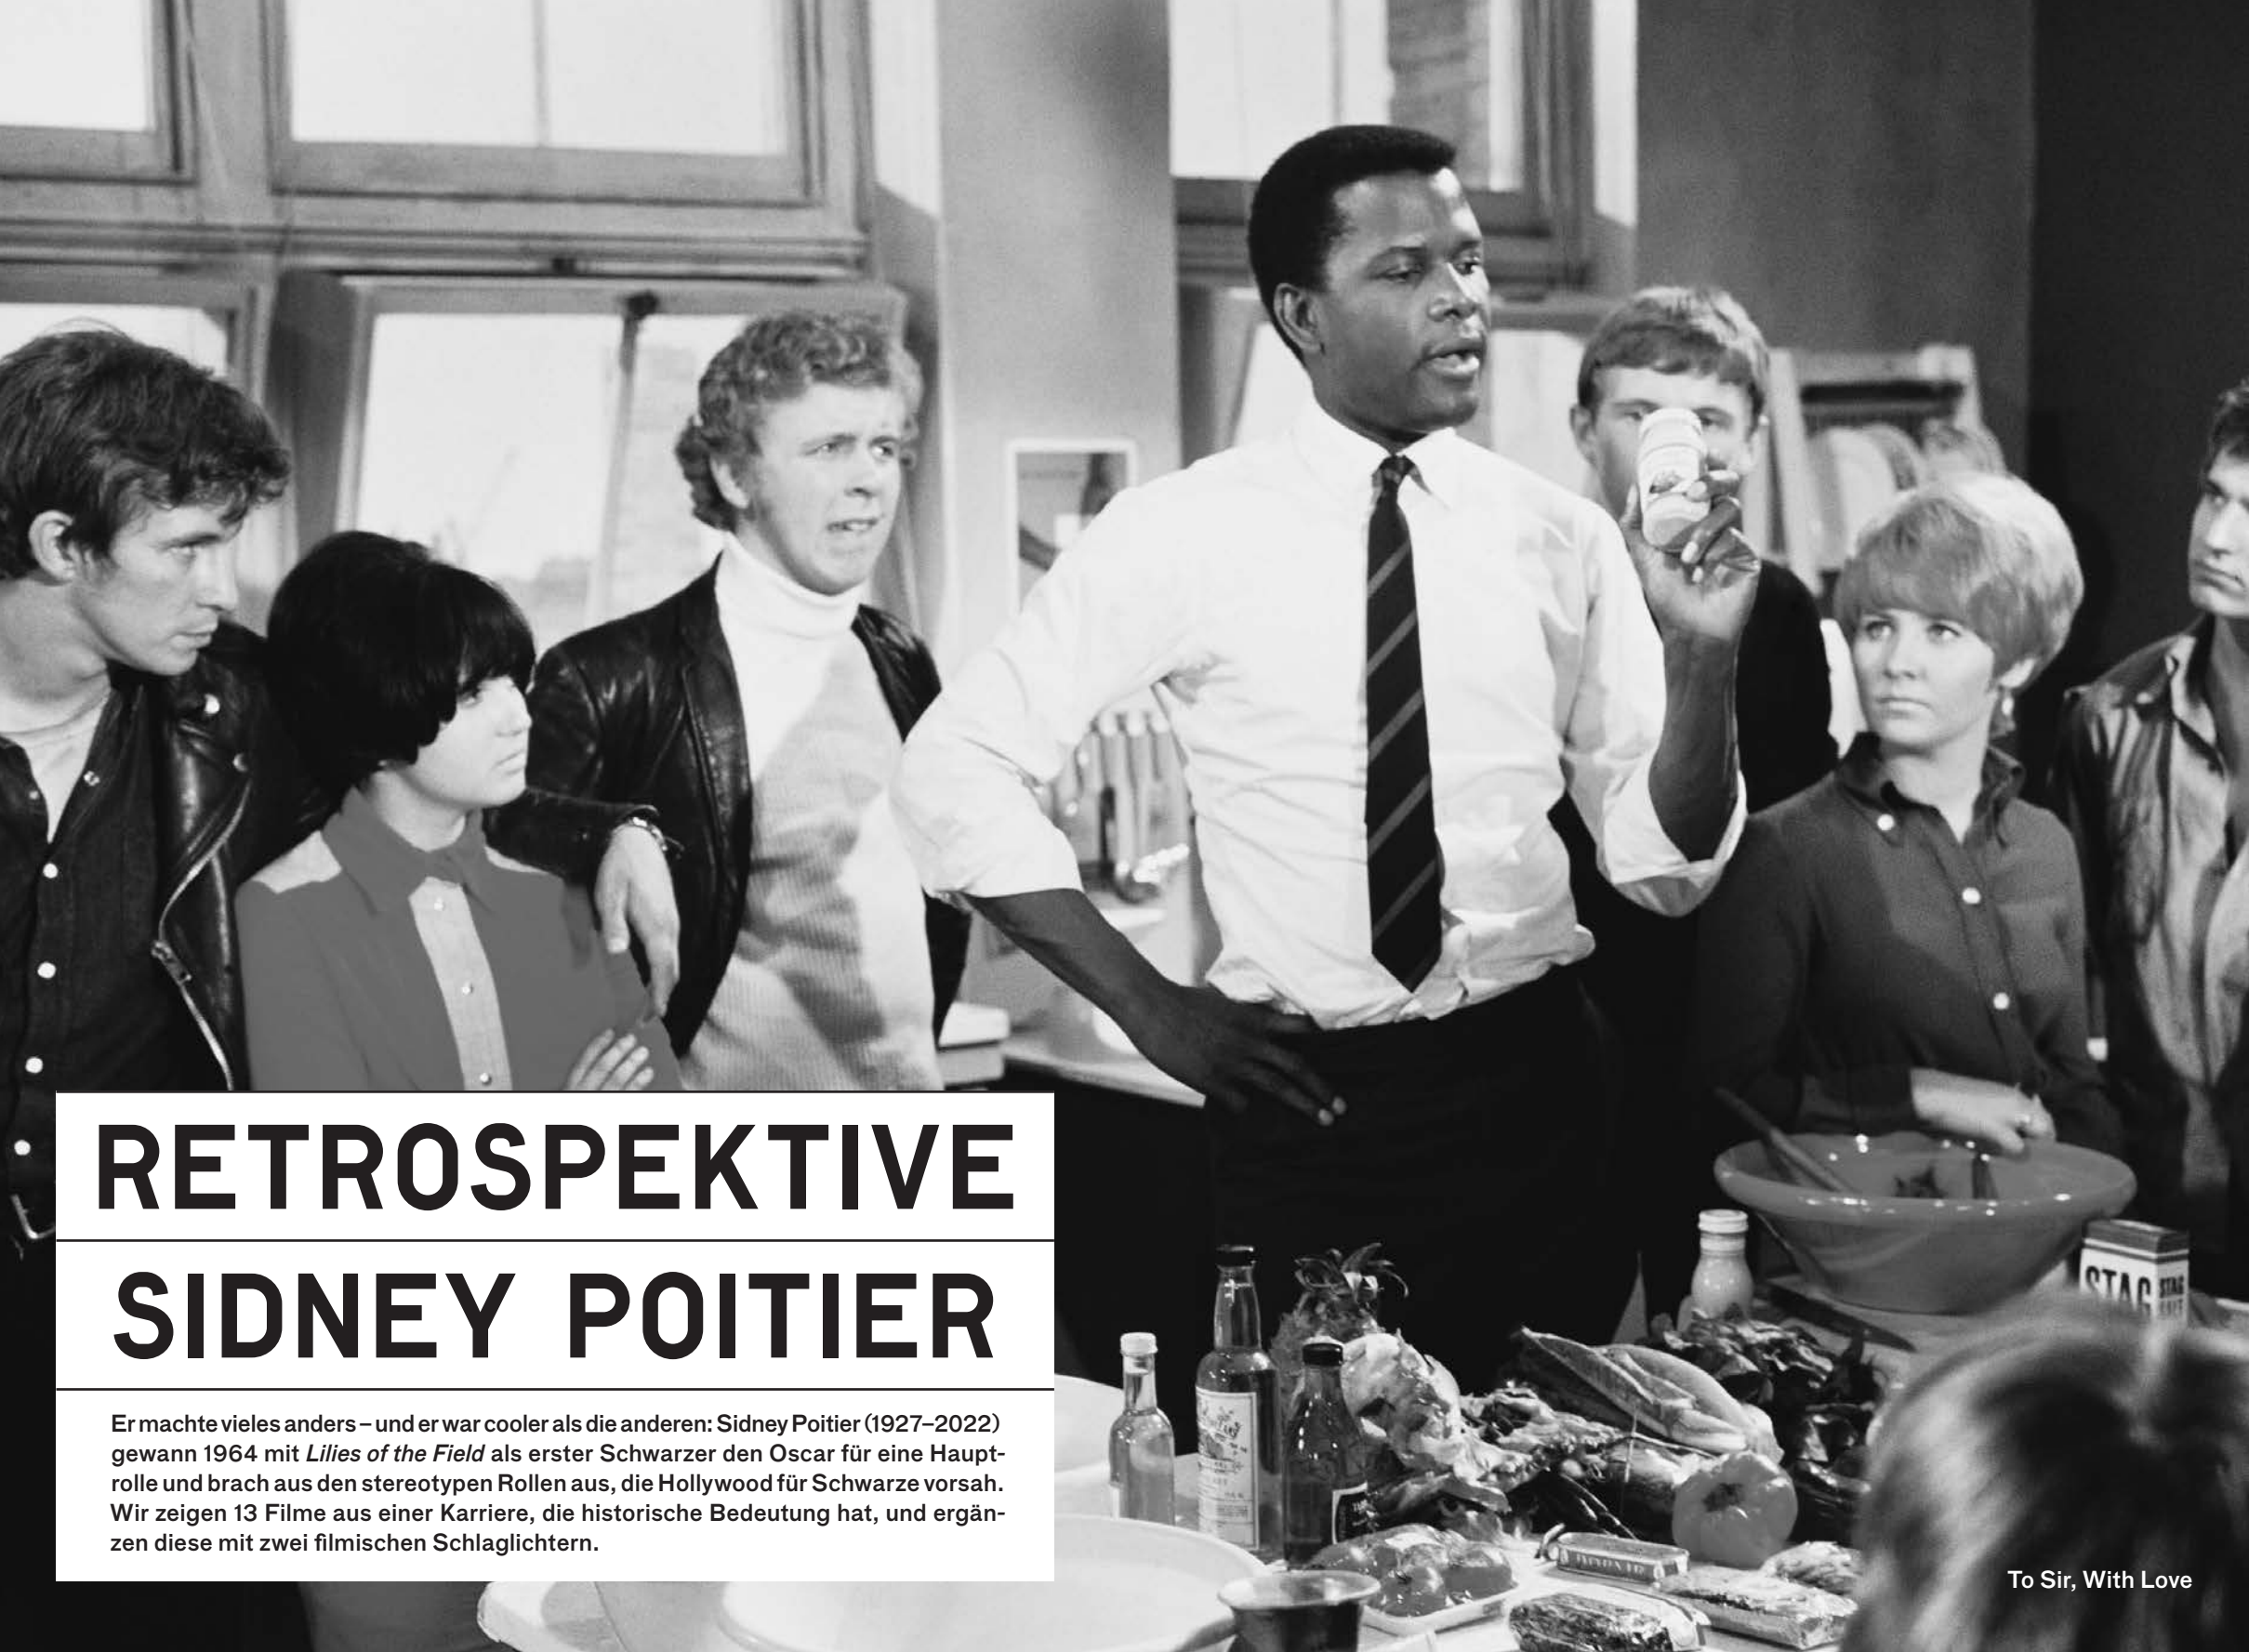 RETROSPEKTIVE
SIDNEY POITIER
Er machte vieles anders – und er war cooler als die anderen: Sidney Poitier (1927–2022)
gewann 1964 mit Lilies of the Field als erster Schwarzer den Oscar für eine Haupt-
rolle und brach aus den stereotypen Rollen aus, die Hollywood für Schwarze vorsah.
Wir zeigen 13 Filme aus einer Karriere, die historische Bedeutung hat, und ergän-
zen diese mit zwei filmischen Schlaglichtern.
STAG STAG
To Sir, With Love